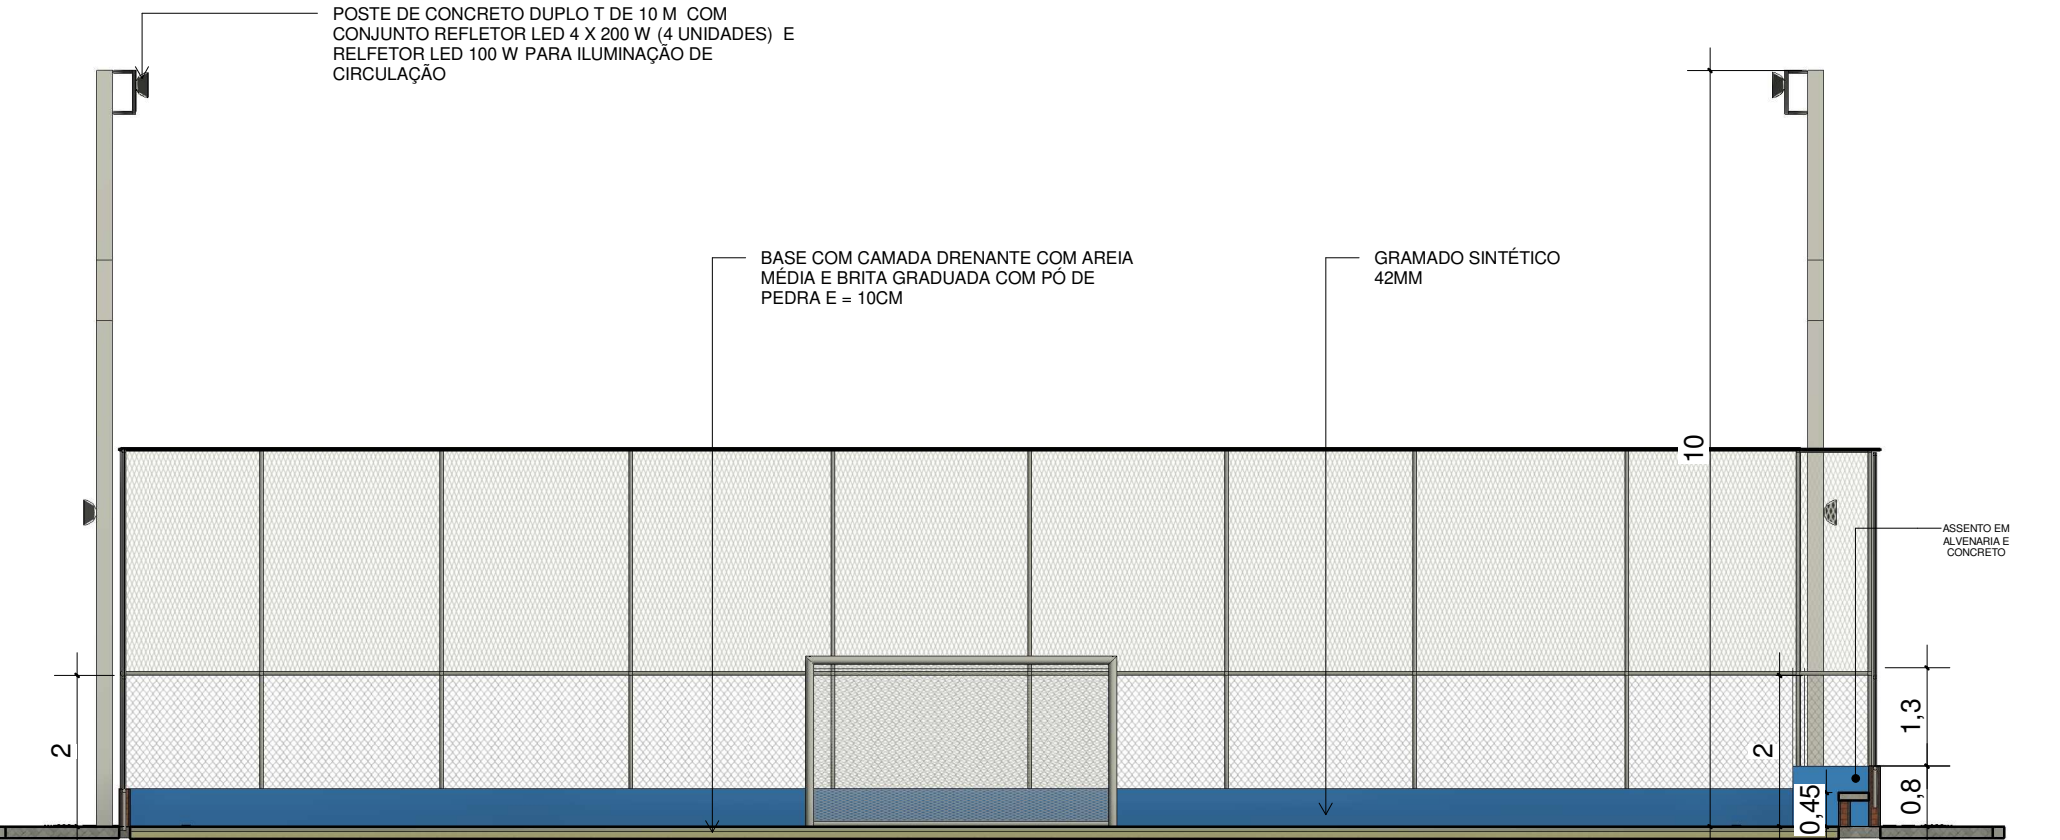 POSTE DE CONCRETO DUPLO T DE 10 M COM
CONJUNTO REFLETOR LED 4 X 200 W (4 UNIDADES) E
RELFETOR LED 100 W PARA ILUMINAÇÃO DE
CIRCULAÇÃO
BASE COM CAMADA DRENANTE COM AREIA
MÉDIA E BRITA GRADUADA COM PÓ DE
PEDRA E = 10CM
GRAMADO SINTÉTICO
42MM
10
ASSENTO EM
ALVENARIA E
CONCRETO
2
2
1,3
0,8
0,45